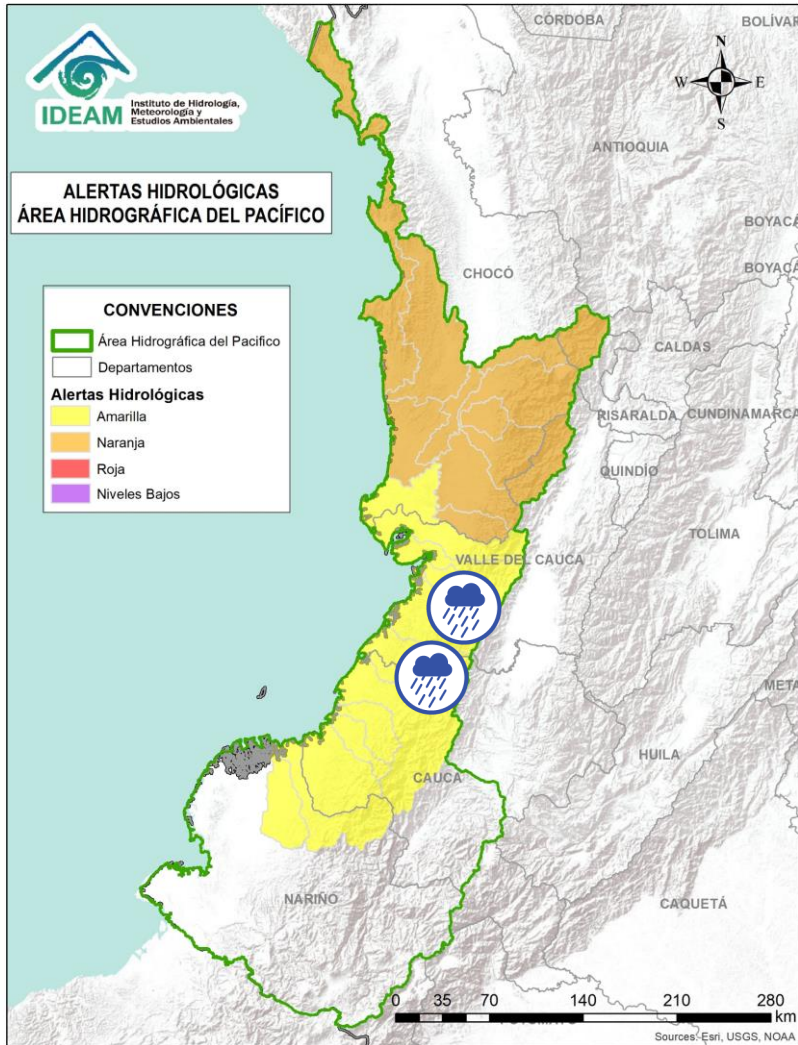 IDEAM
Instituto de Hidrología,
Meteorología y
Estudios Ambientales
ALERTAS HIDROLÓGICAS
ÁREA HIDROGRÁFICA DEL PACÍFICO
CONVENCIONES
Área Hidrográfica del Pacifico
Departamentos
Alertas Hidrológicas
Amarilla
Naranja
Roja
Niveles Bajos
CÓRDOBA
BOLÍVAR
N
W
E
S
ANTIOQUIA
BOYACÁ
CHOCÓ
BOYACÁ
CALDAS
RISARALDA
CUNDINAMARCA
QUINDÍO
TOLIMA
VALLE DEL CAUCA
META
HUILA
CAUCA
NARIÑO
CAQUETÁ
0 35 70 140 210 280
km
Sources: Esri, USGS, NOAA